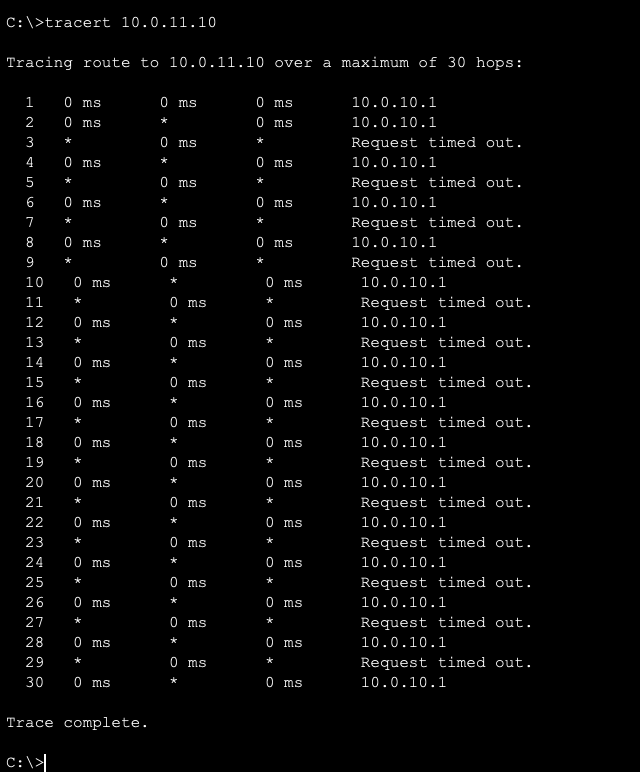 C:\>tracert 10.0.11.10
Tracing route to 10.0.11.10 over a maximum of 30 hops:
1 0 ms 0 ms 0 ms 10.0.10.1
2 0 ms * 0 ms 10.0.10.1
3 * 0 ms * Request timed out.
4 0 ms * 0 ms 10.0.10.1
5 * 0 ms * Request timed out.
6 0 ms * 0 ms 10.0.10.1
7 * 0 ms * Request timed out.
8 0 ms * 0 ms 10.0.10.1
9 * 0 ms * Request timed out.
10 0 ms * 0 ms 10.0.10.1
11 * 0 ms * Request timed out.
12 0 ms * 0 ms 10.0.10.1
13 * 0 ms * Request timed out.
14 0 ms * 0 ms 10.0.10.1
15 * 0 ms * Request timed out.
16 0 ms * 0 ms 10.0.10.1
17 * 0 ms * Request timed out.
18 0 ms * 0 ms 10.0.10.1
19 * 0 ms * Request timed out.
20 0 ms * 0 ms 10.0.10.1
21 * 0 ms * Request timed out.
22 0 ms * 0 ms 10.0.10.1
23 * 0 ms * Request timed out.
24 0 ms * 0 ms 10.0.10.1
25 * 0 ms * Request timed out.
26 0 ms * 0 ms 10.0.10.1
27 * 0 ms * Request timed out.
28 0 ms * 0 ms 10.0.10.1
29 * 0 ms * Request timed out.
30 0 ms * 0 ms 10.0.10.1
Trace complete.
C:\>